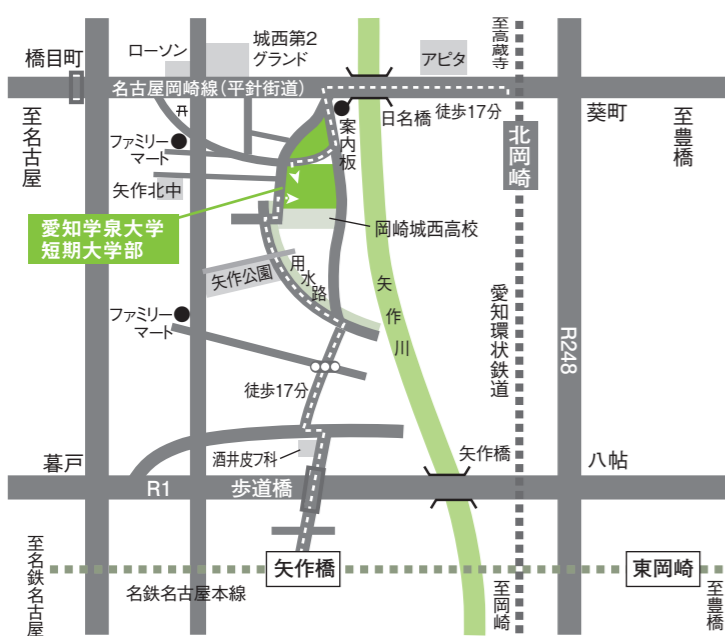 橋目町
ローソン
城西第2
グランド
アピタ
至高蔵寺
名古屋岡崎線(平針街道)
日名橋
徒歩17分
葵町
至名古屋
至豊橋
ファミリー
マート
案内板
北岡崎
矢作北中
愛知学泉大学
短期大学部
岡崎城西高校
矢作公園
用水路
矢作川
愛知環状鉄道
R248
ファミリー
マート
徒歩17分
酒井皮フ科
矢作橋
暮戸
八帖
R1
歩道橋
至名鉄名古屋
矢作橋
東岡崎
名鉄名古屋本線
至岡崎
至豊橋